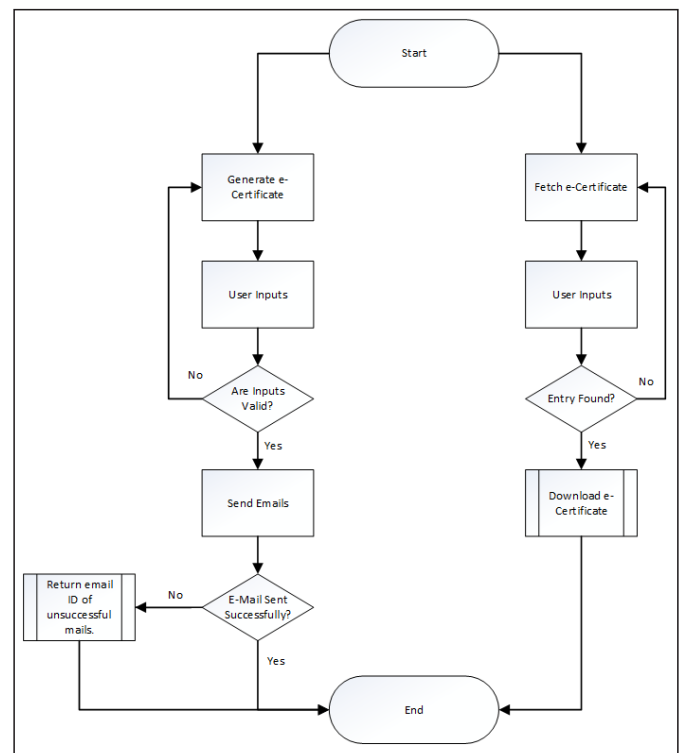 Start
Generate e-
Certificate
User Inputs
No
Are Inputs
Valid?
Yes
Send Emails
No
E-Mail Sent
Successfully?
Return email
ID of
unsuccessful
mails.
Yes
Fetch e-Certificate
User Inputs
Entry Found?
No
Yes
Download e-
Certificate
End